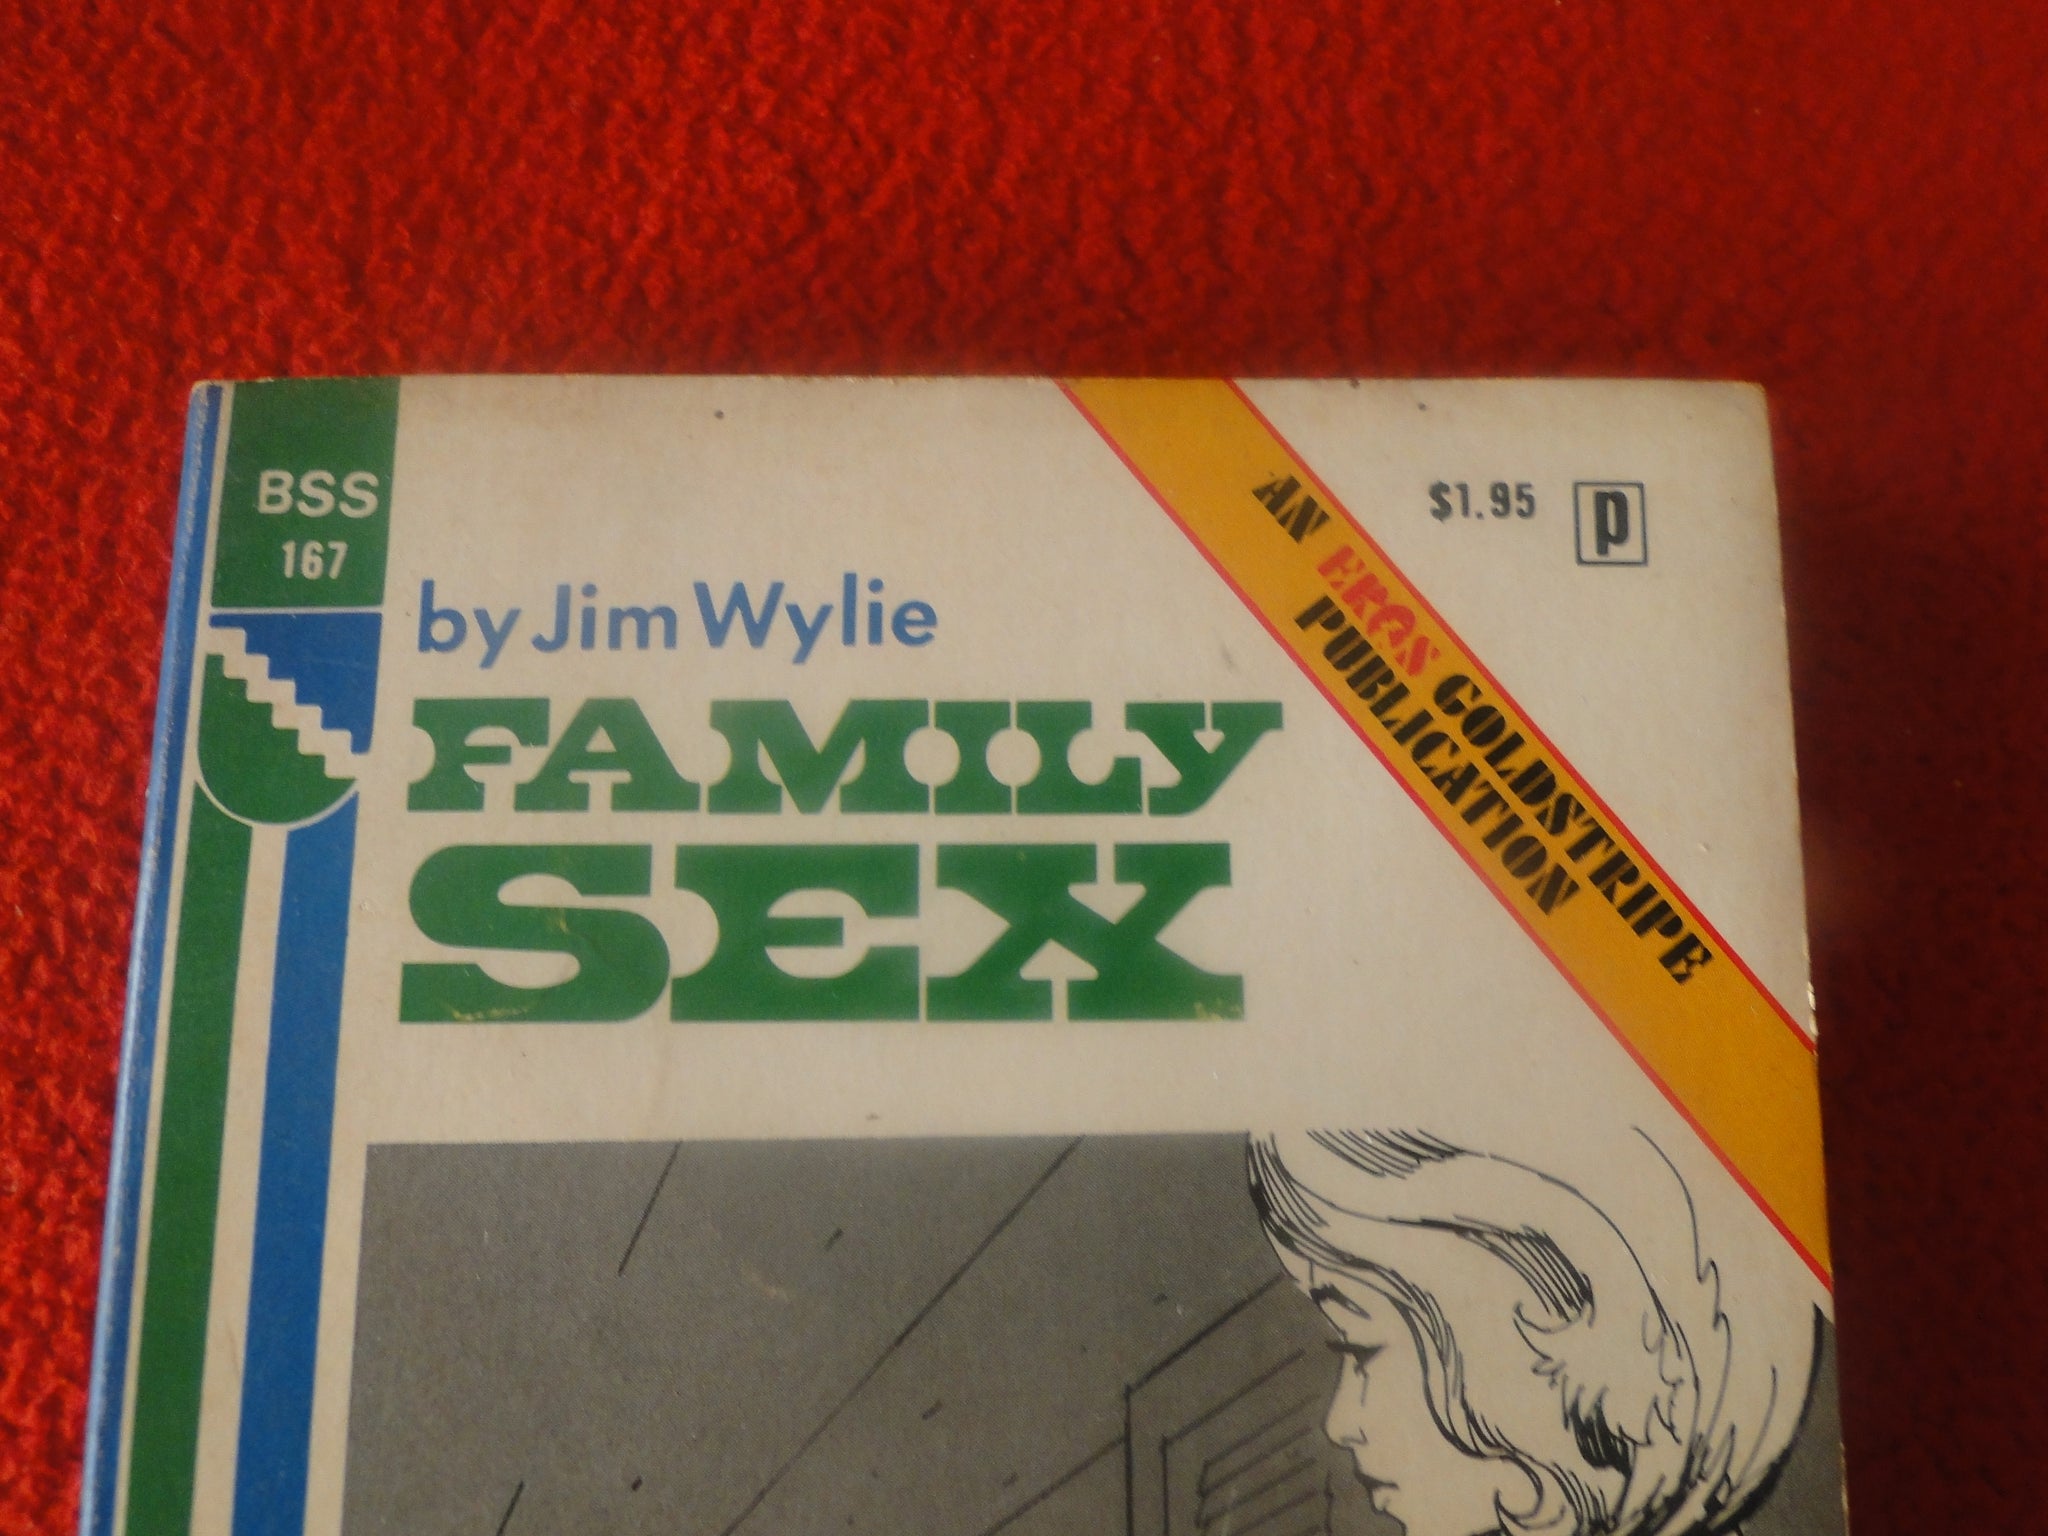 BSS
167
$1.95
p
by Jim Wylie
FAMILY
SEX
AN EROS GOLDSTRIPE
PUBLICATION